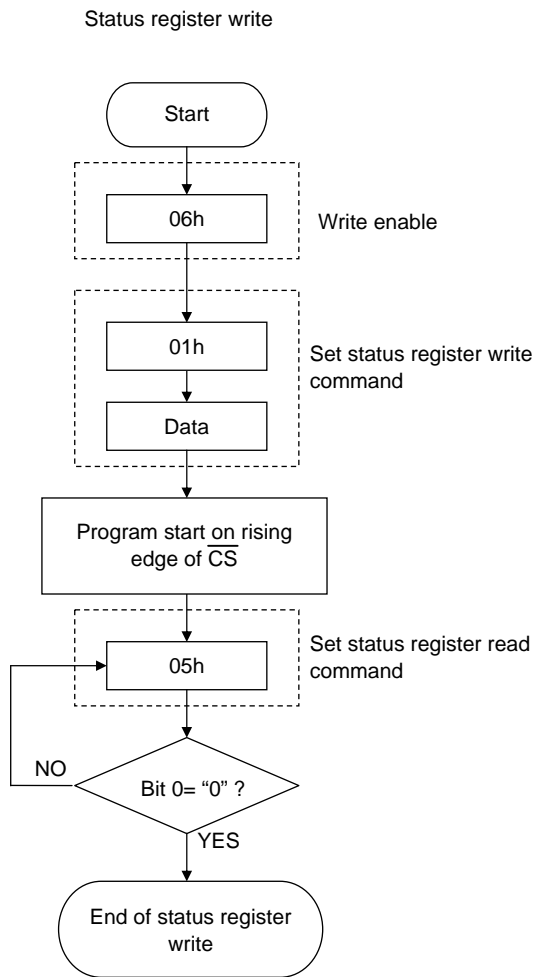 Status register write
Start
06h
Write enable
01h
Set status register write
command
Data
Program start on rising
edge of C̅S̅
Set status register read
command
05h
NO
Bit 0= “0” ?
YES
End of status register
write